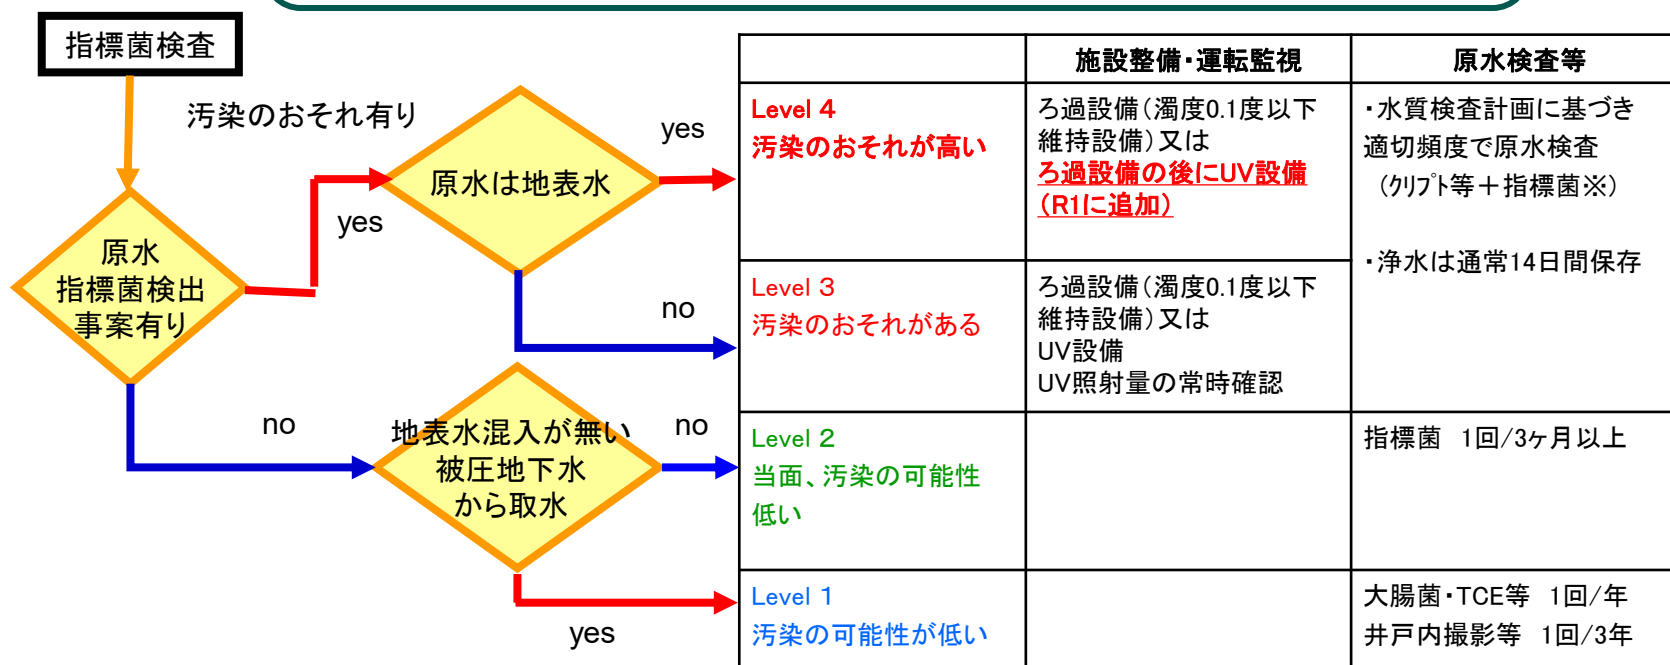 指標菌検査
汚染のおそれ有り
原水は地表水
yes
yes
原水
指標菌検出
事案有り
no
no
地表水混入が無い
被圧地下水
から取水
no
yes
施設整備・運転監視
原水検査等
Level 4
汚染のおそれが高い
ろ過設備(濁度0.1度以下
維持設備)又は
ろ過設備の後にUV設備
(R1に追加)
・水質検査計画に基づき
適切頻度で原水検査
(ｸﾘﾌﾟﾄ等+指標菌※)
・浄水は通常14日間保存
Level 3
汚染のおそれがある
ろ過設備(濁度0.1度以下
維持設備)又は
UV設備
UV照射量の常時確認
Level 2
当面、汚染の可能性
低い
指標菌 1回/3ヶ月以上
Level 1
汚染の可能性が低い
大腸菌・TCE等 1回/年
井戸内撮影等 1回/3年